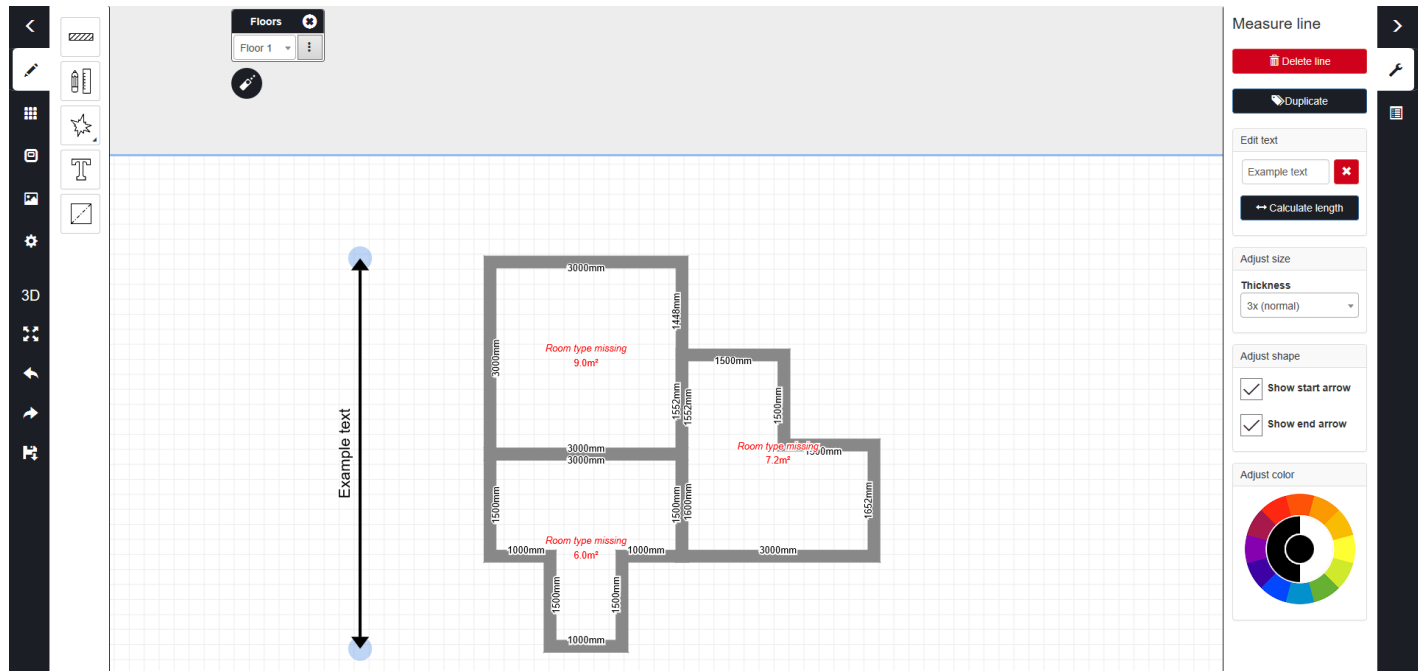 Floors
Floor 1
3D
Measure line
Delete line
Duplicate
Edit text
Example text
Calculate length
Adjust size
Thickness
3x (normal)
Adjust shape
Show start arrow
Show end arrow
Adjust color
Example text
3000mm
1448mm
3000mm
Room type missing
9.0m²
1552mm
1552mm
1500mm
1500mm
3000mm
3000mm
Room type missing
7.2m²
1500mm
1500mm
1500mm
1600mm
1652mm
1000mm
Room type missing
6.0m²
1000mm
3000mm
1500mm
1500mm
1000mm